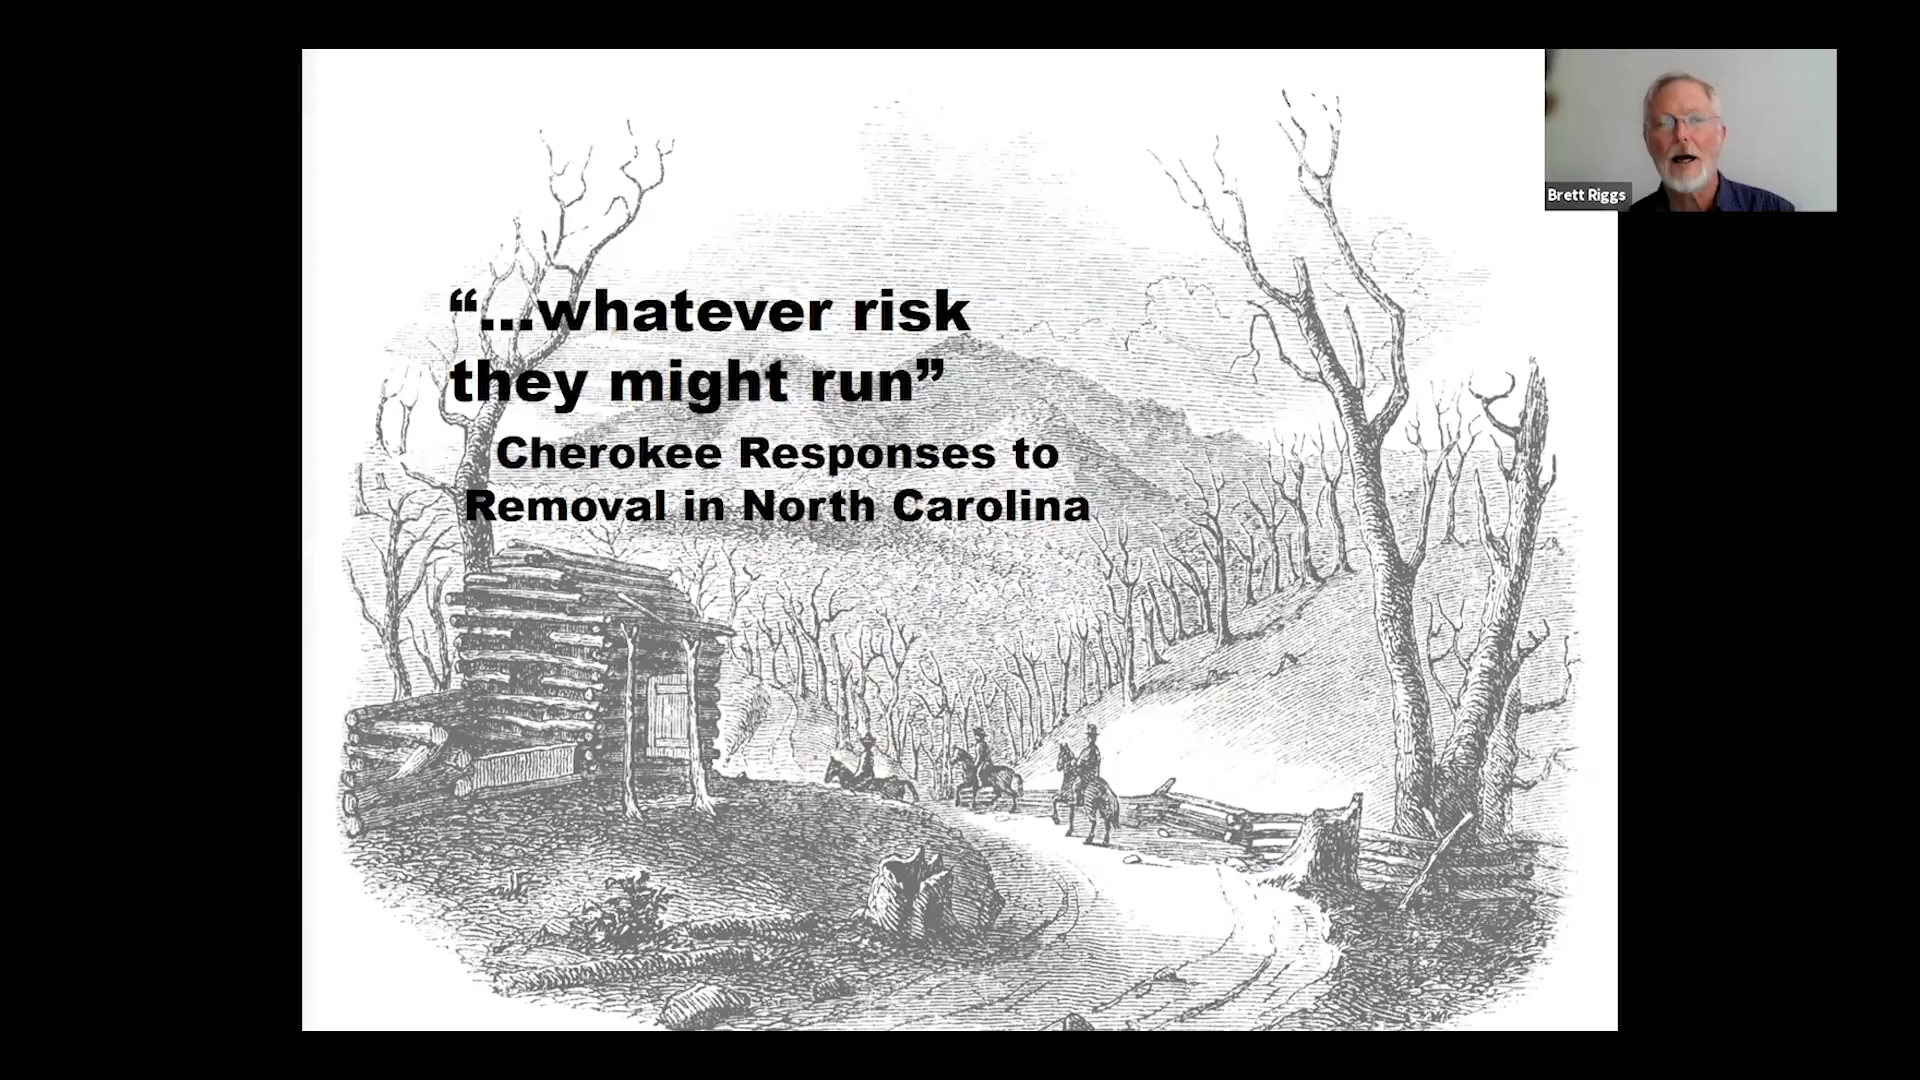 “...whatever risk
they might run”
Cherokee Responses to
Removal in North Carolina
Brett Riggs